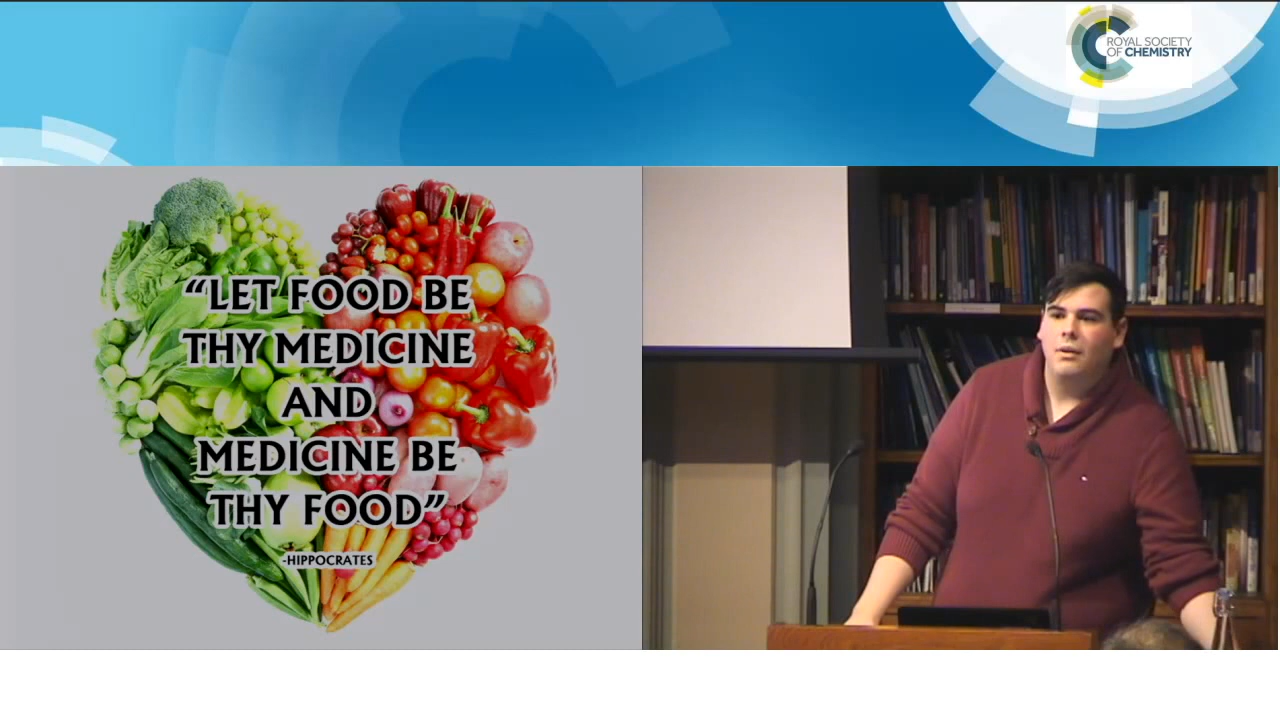 ROYAL SOCIETY
OF CHEMISTRY
“LET FOOD BE
THY MEDICINE
AND
MEDICINE BE
THY FOOD”
-HIPPOCRATES